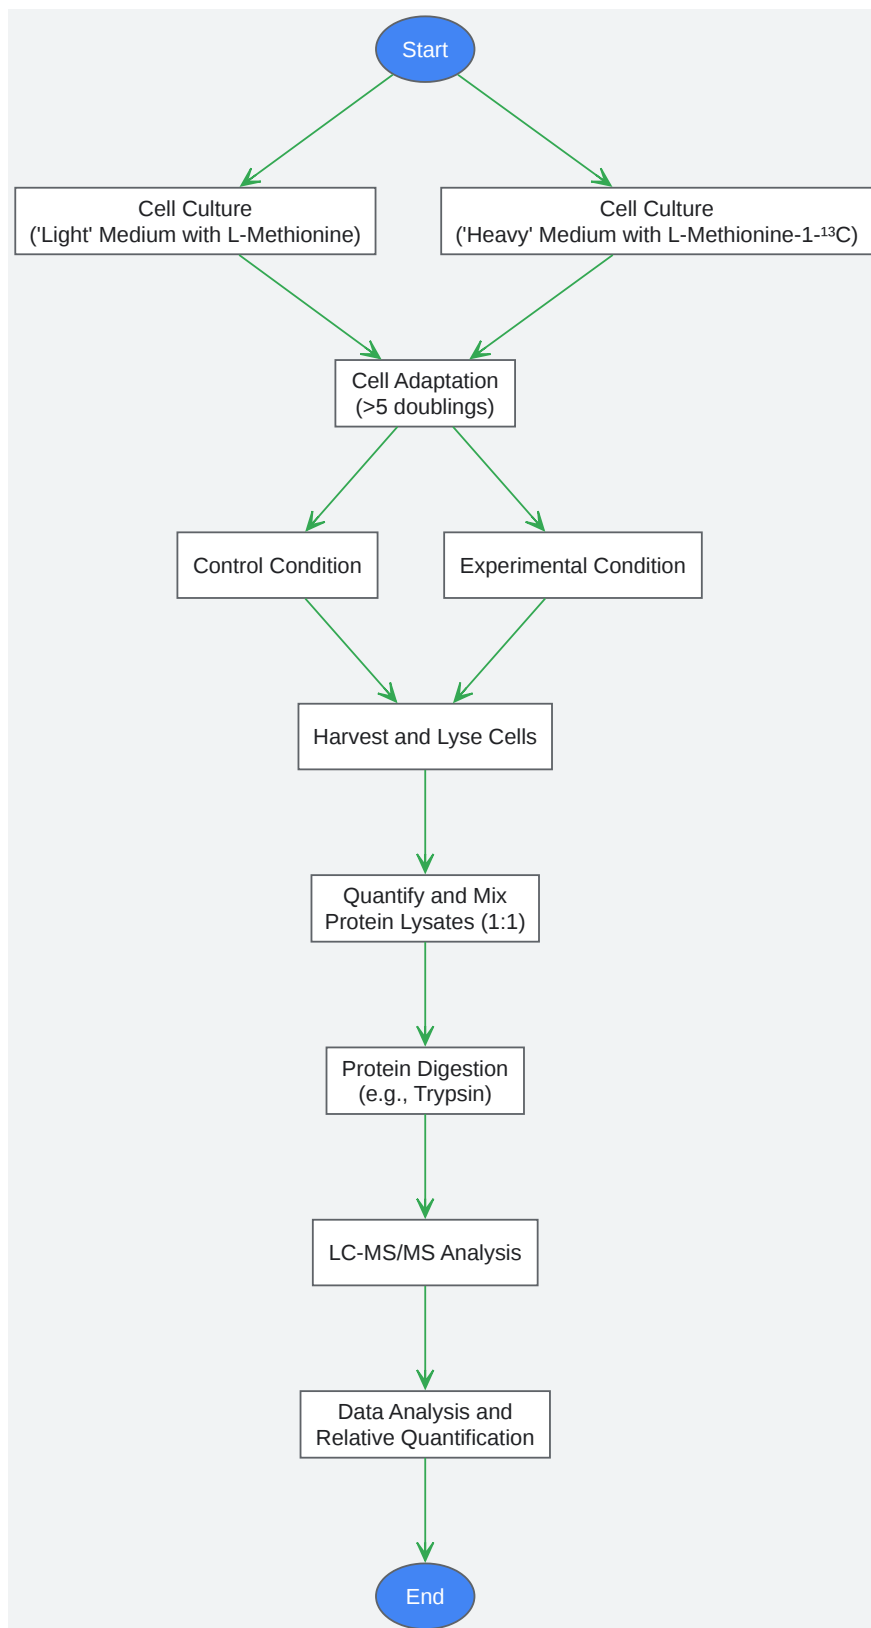 Start
Cell Culture
('Light' Medium with L-Methionine)
Cell Culture
('Heavy' Medium with L-Methionine-1-¹³C)
Cell Adaptation
(>5 doublings)
Control Condition
Experimental Condition
Harvest and Lyse Cells
Quantify and Mix
Protein Lysates (1:1)
Protein Digestion
(e.g., Trypsin)
LC-MS/MS Analysis
Data Analysis and
Relative Quantification
End